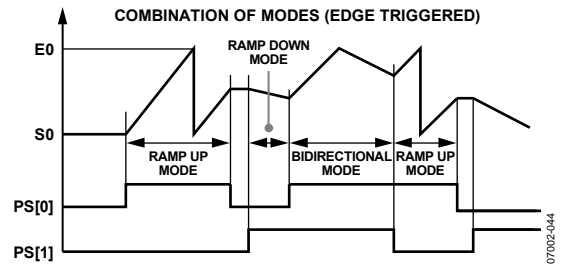 COMBINATION OF MODES (EDGE TRIGGERED)
E0
RAMP DOWN
MODE
S0
RAMP UP
MODE
BIDIRECTIONAL
MODE
RAMP UP
MODE
PS[0]
PS[1]
07002-044